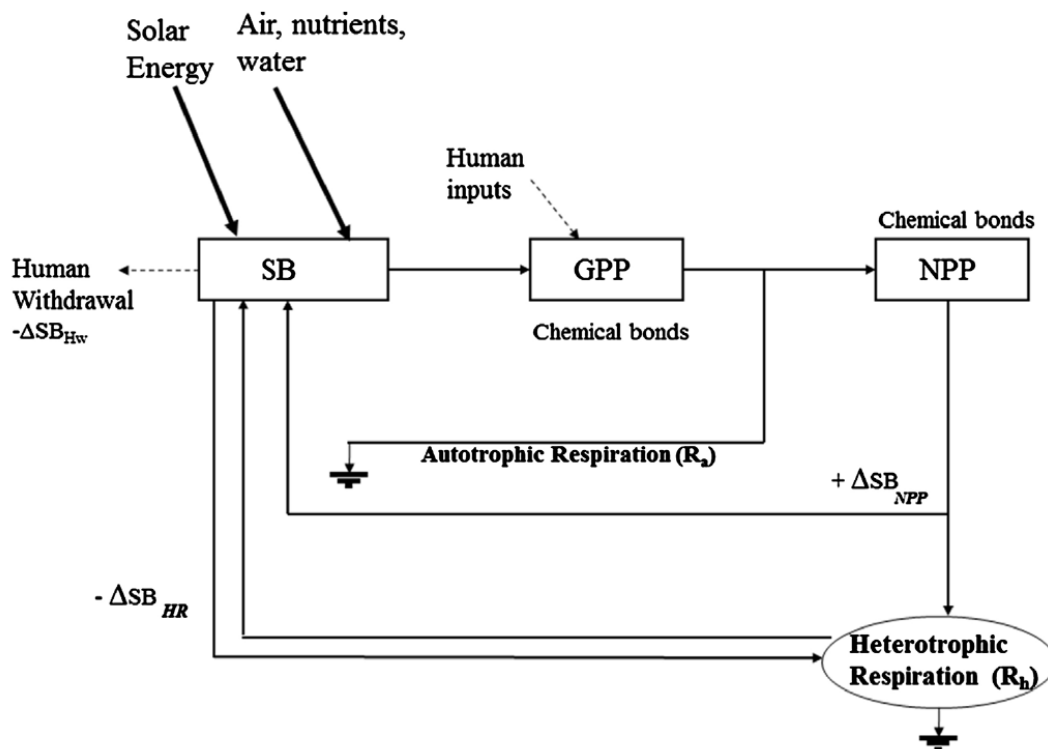 Solar
Energy
Air, nutrients,
water
Human
inputs
Chemical bonds
Human
Withdrawal
-ΔSB_Hw
SB
GPP
NPP
Chemical bonds
Autotrophic Respiration (R_a)
+ ΔSB_NPP
- ΔSB_HR
Heterotrophic
Respiration (R_h)